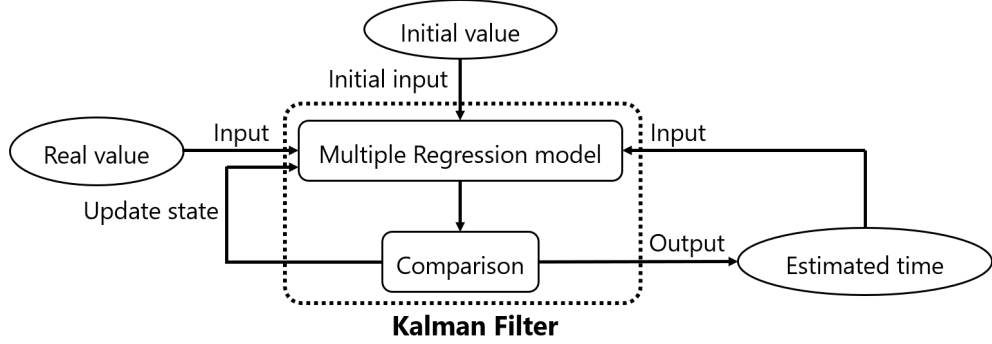 Initial value
Initial input
Input
Input
Real value
Multiple Regression model
Update state
Output
Comparison
Estimated time
Kalman Filter